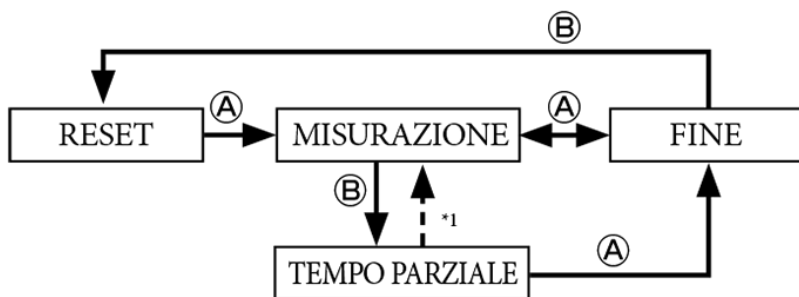 Ⓑ
RESET Ⓐ MISURAZIONE Ⓐ FINE
Ⓑ *1 Ⓐ
TEMPO PARZIALE